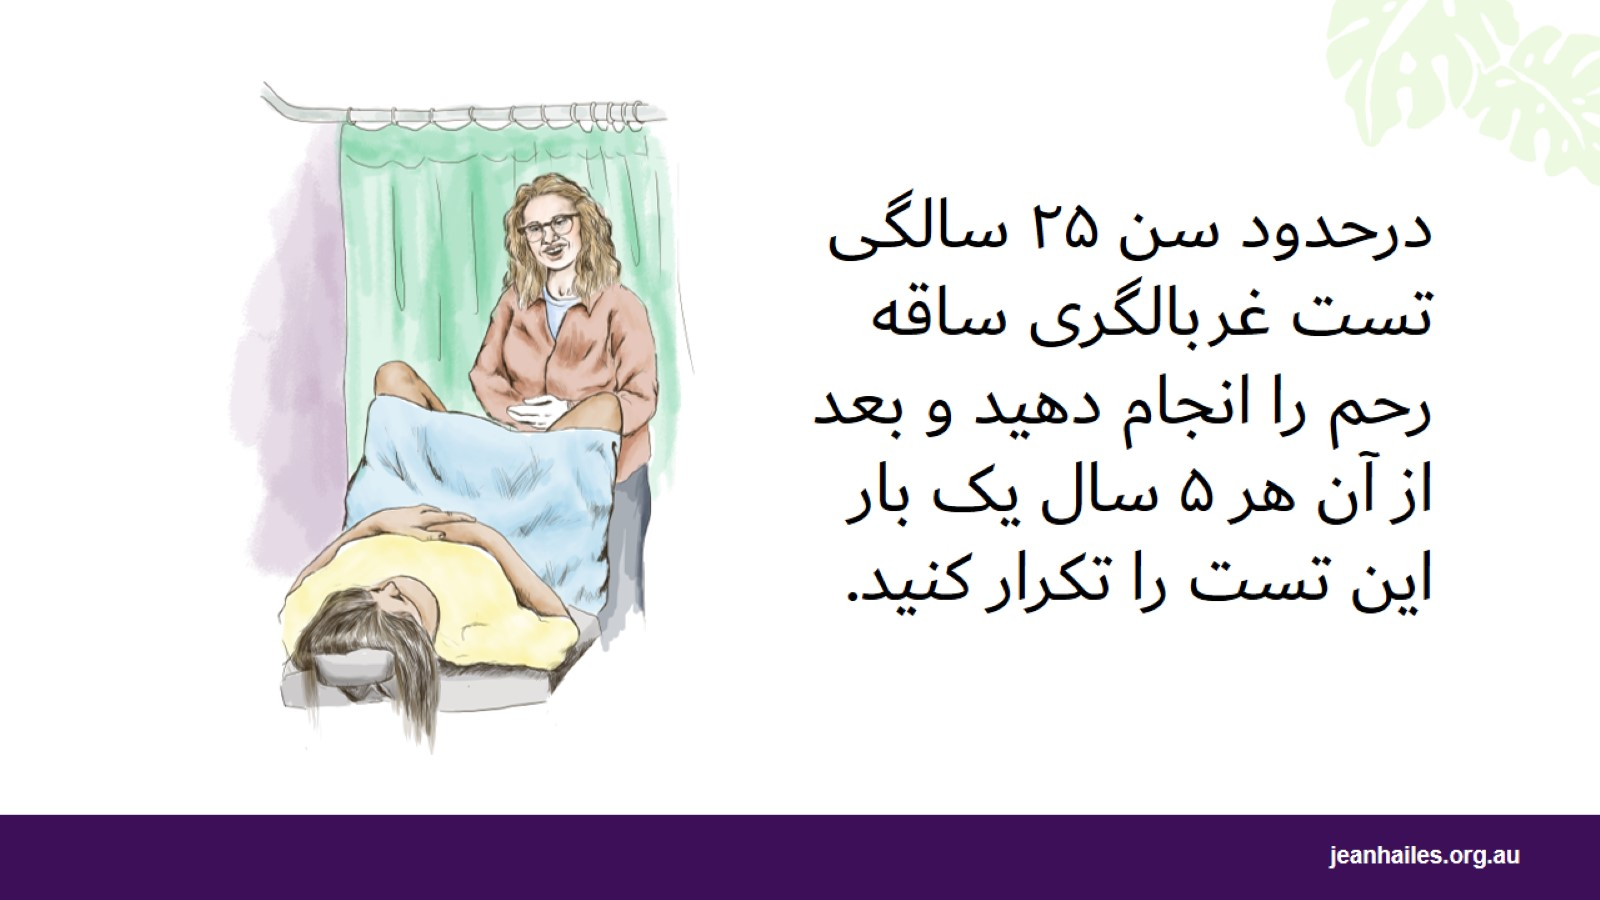 درحدود سن ۲۵ سالگی
تست غربالگری ساقه
رحم را انجام دهید و بعد
از آن هر ۵ سال یک بار
این تست را تکرار کنید.
jeanhailes.org.au